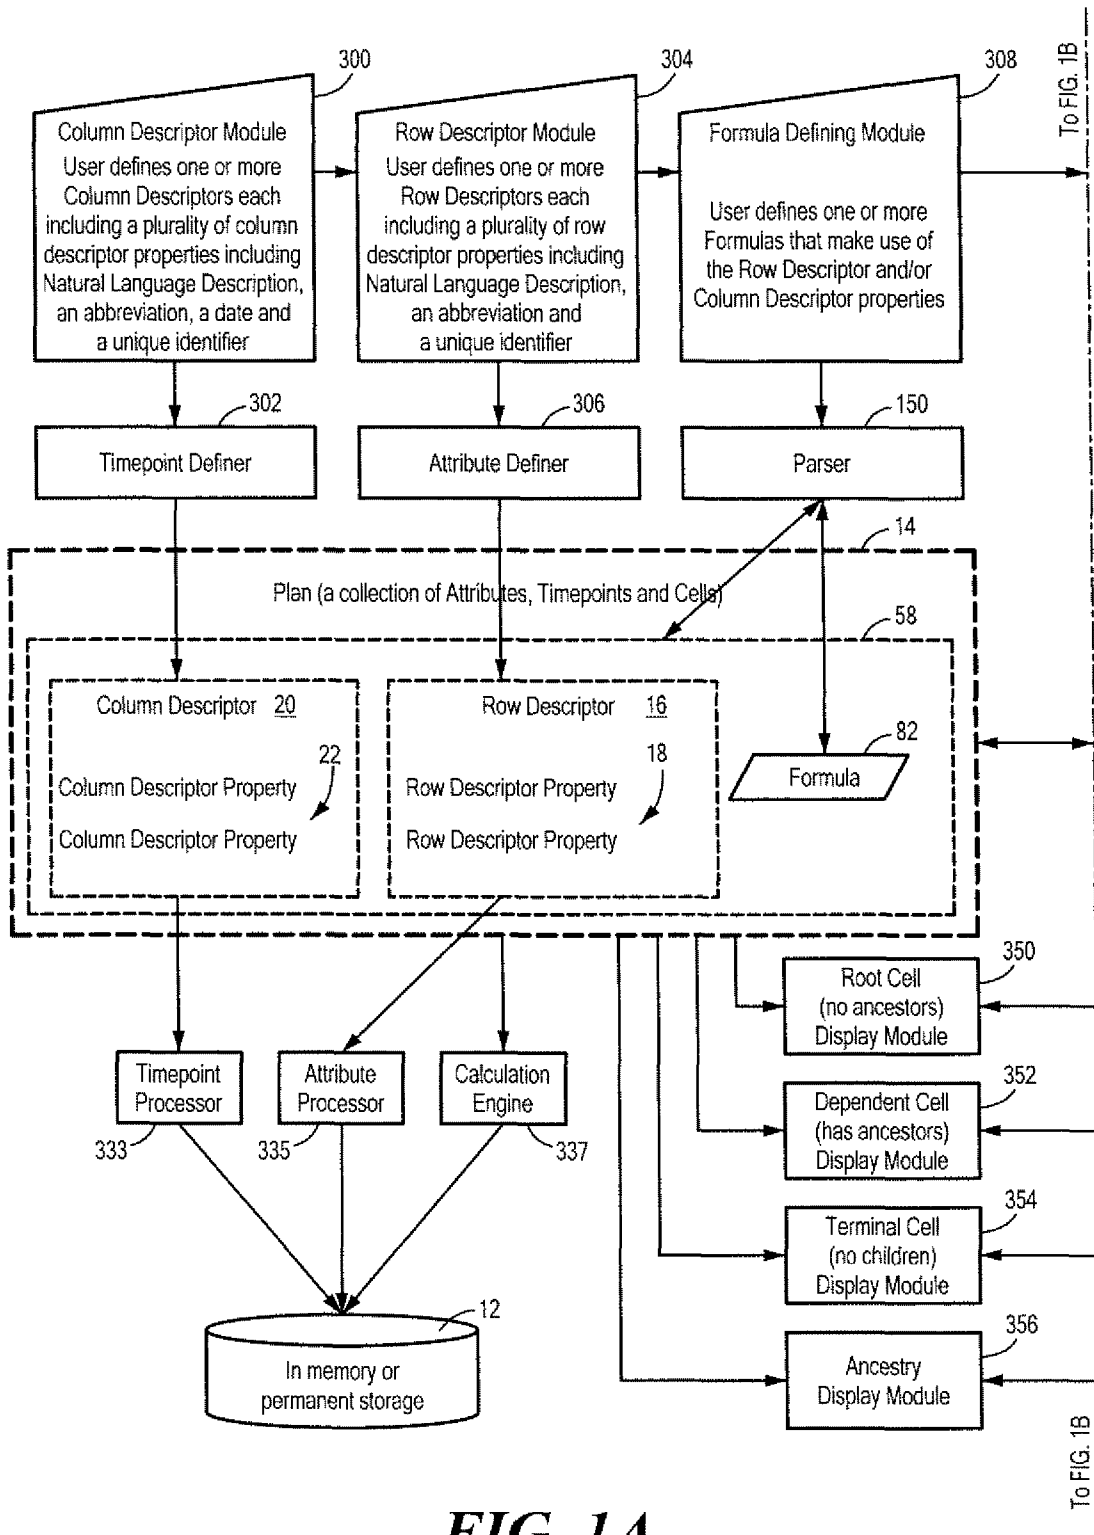 300
304
308
To FIG. 1B
Column Descriptor Module
User defines one or more
Column Descriptors each
including a plurality of column
descriptor properties including
Natural Language Description,
an abbreviation, a date and
a unique identifier
Row Descriptor Module
User defines one or more
Row Descriptors each
including a plurality of row
descriptor properties including
Natural Language Description,
an abbreviation and
a unique identifier
Formula Defining Module
User defines one or more
Formulas that make use of
the Row Descriptor and/or
Column Descriptor properties
302
306
150
Timepoint Definer
Attribute Definer
Parser
14
Plan (a collection of Attributes, Timepoints and Cells)
58
Column Descriptor 20
22
Column Descriptor Property
Column Descriptor Property
Row Descriptor 16
18
Row Descriptor Property
Row Descriptor Property
82
Formula
350
Root Cell
(no ancestors)
Display Module
352
Dependent Cell
(has ancestors)
Display Module
354
Terminal Cell
(no children)
Display Module
356
Ancestry
Display Module
Timepoint
Processor
333
Attribute
Processor
335
Calculation
Engine
337
12
In memory or
permanent storage
To FIG. 1B
FIG. 1A